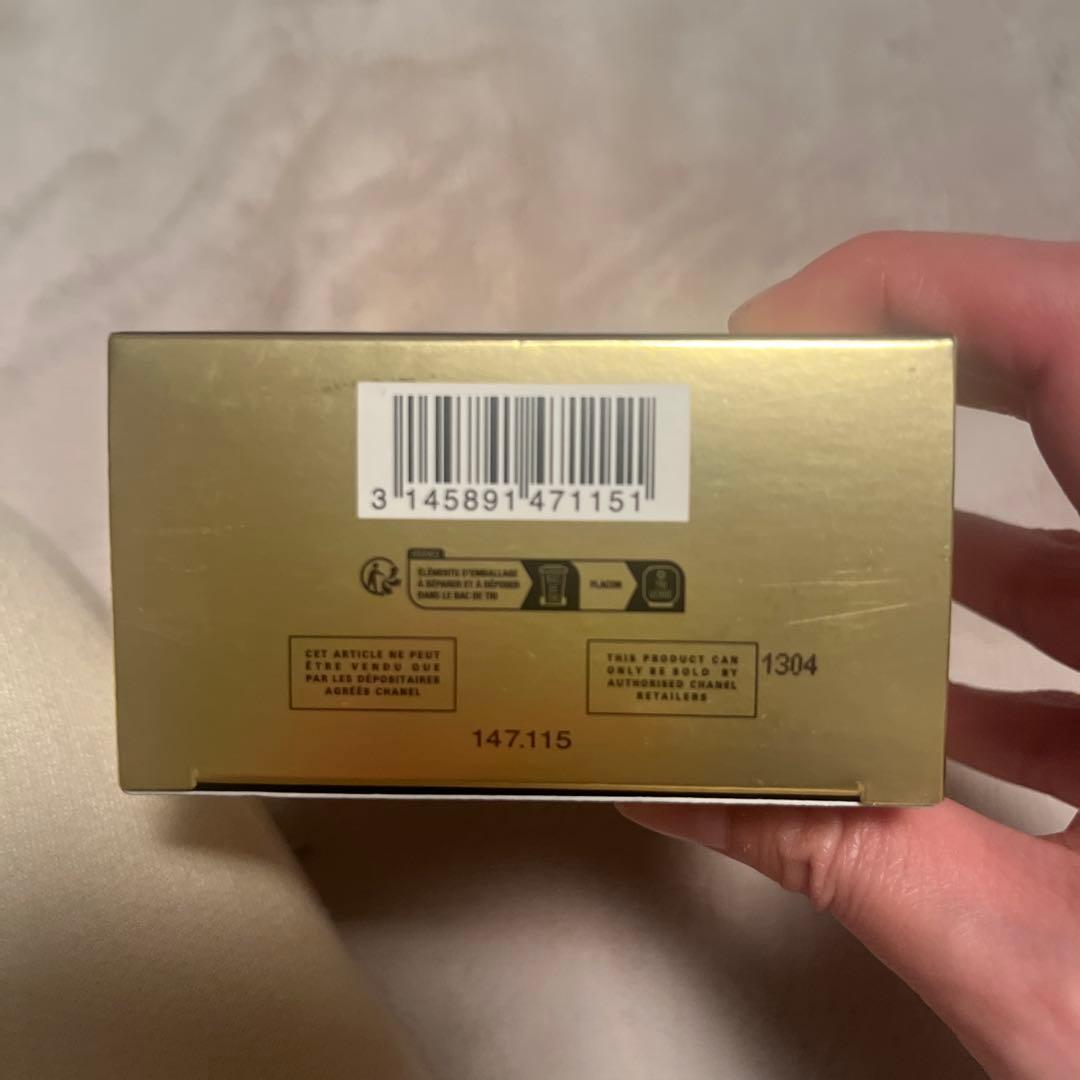 3 145891 471151
FRANCE
ÉLÉMENTS D'EMBALLAGE
À SÉPARER ET À DÉPOSER
DANS LE BAC DE TRI
FLACON
CET ARTICLE NE PEUT
ÊTRE VENDU QUE
PAR LES DÉPOSITAIRES
AGRÉÉS CHANEL
THIS PRODUCT CAN
ONLY BE SOLD BY
AUTHORISED CHANEL
RETAILERS
1304
147.115